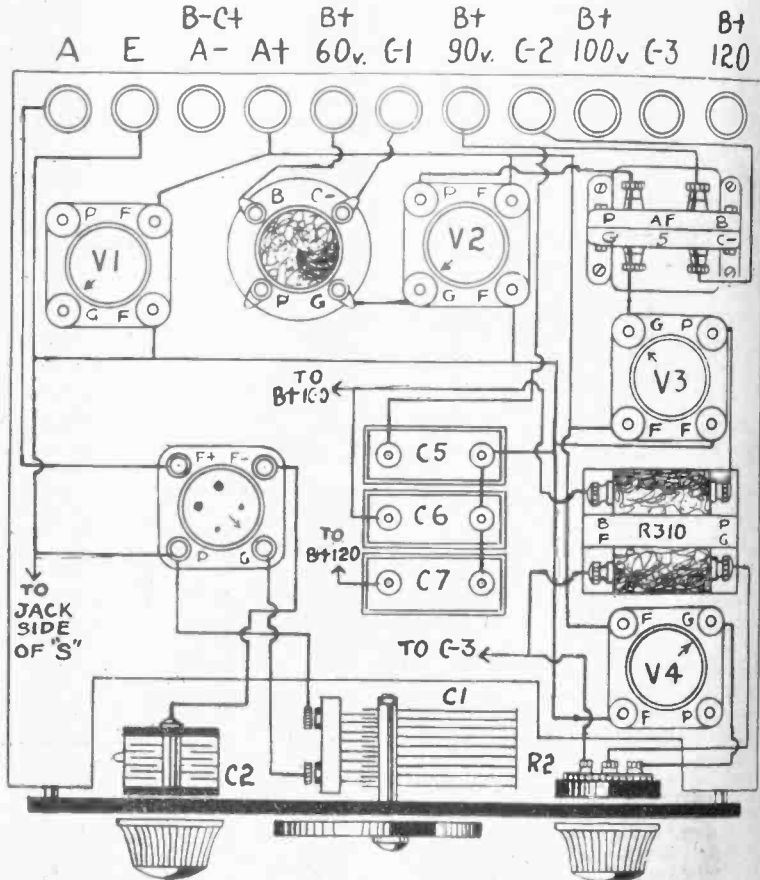 B-C+ B+ B+ B+ B+
A E A- A+ 60v. C-1 90v. C-2 100v C-3 120
P F
V1
G F
B C-
P G
P F
V2
G F
P AF B
G 5 C-
G P
V3
F F
TO
B+100
F+ F-
P G
C5
C6
C7
TO
B+120
B P
R310
F G
TO
JACK
SIDE
OF "S"
TO C-3
F G
V4
F P
C1
C2
R2